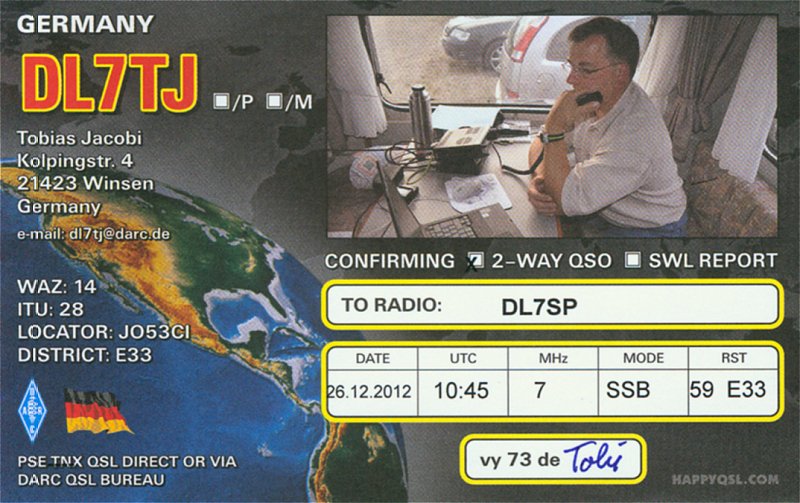 GERMANY
DL7TJ /P /M
Tobias Jacobi
Kolpingstr. 4
21423 Winsen
Germany
e-mail: dl7tj@darc.de
WAZ: 14
ITU: 28
LOCATOR: JO53CI
DISTRICT: E33
PSE TNX QSL DIRECT OR VIA
DARC QSL BUREAU
CONFIRMING 2-WAY QSO SWL REPORT
TO RADIO: DL7SP
DATE UTC MHz MODE RST
26.12.2012 10:45 7 SSB 59 E33
vy 73 de Tobi
HAPPYQSL.COM